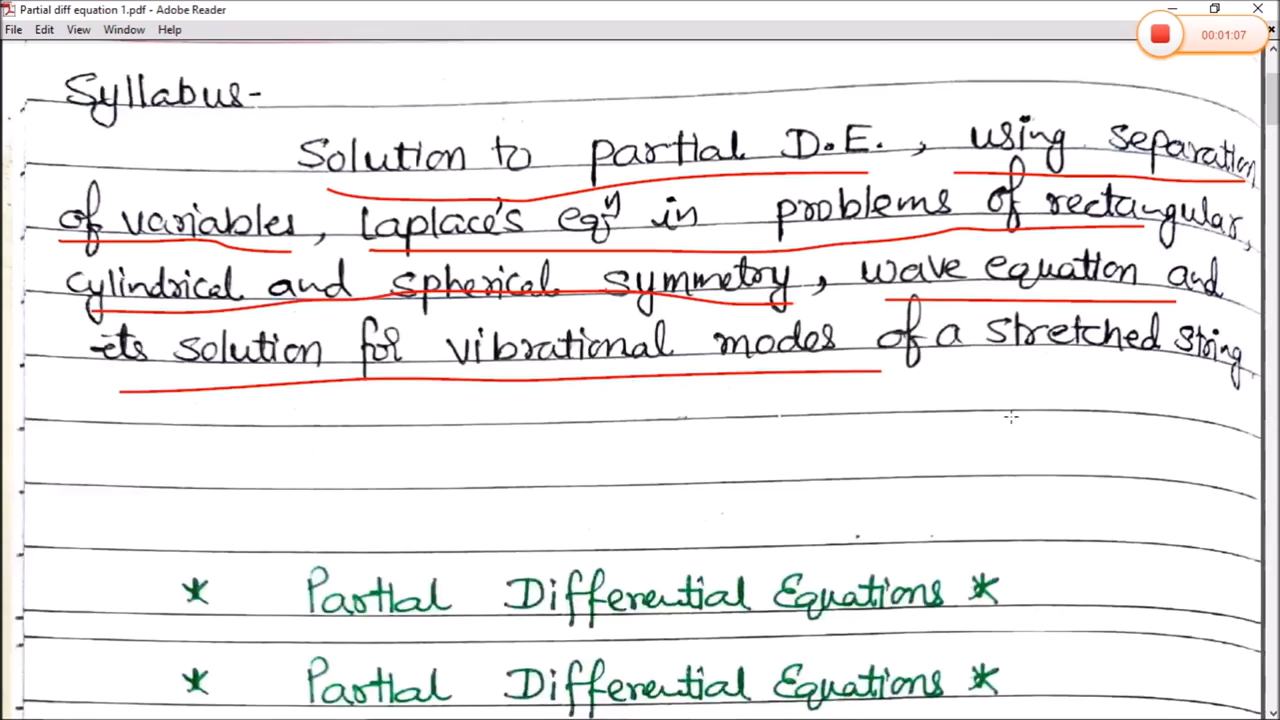 Partial diff equation 1.pdf - Adobe Reader
File Edit View Window Help
00:01:07
Syllabus-
Solution to partial D.E., using separation
of variables, Laplace's eqⁿ in problems of rectangular,
cylindrical and spherical symmetry, wave equation and
its solution for vibrational modes of a stretched string
* Partial Differential Equations *
* Partial Differential Equations *